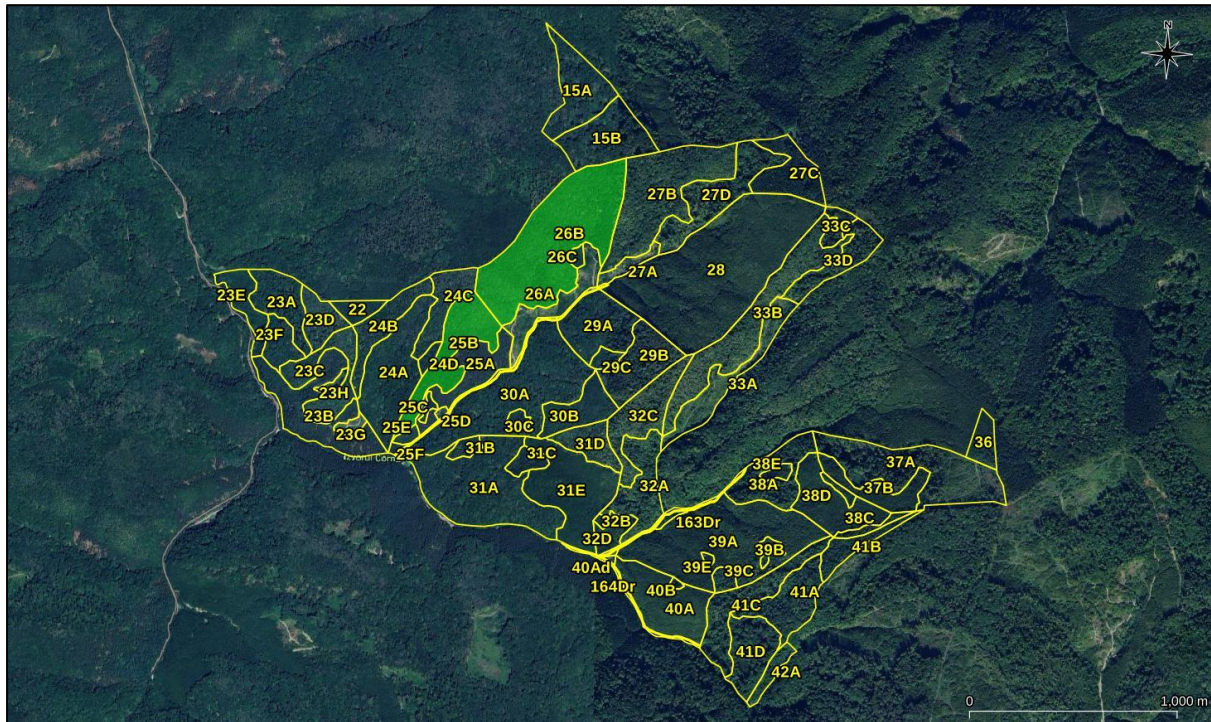 N
15A
15B
27C
27B
27D
33C
26B
26C
33D
27A
28
23E
23A
26A
24C
22
23D
24B
33B
29A
23F
25B
29B
24D
25A
29C
23C
24A
33A
23H
30A
25C
23B
25D
30B
32C
30C
25E
23G
31D
36
25F
31B
31C
37A
38E
38A
32A
31A
31E
37B
38D
32B
163Dr
38C
32D
39A
41B
39B
40Ad
39E
39C
164Dr
40B
41A
40A
41C
41D
42A
0
1,000 m